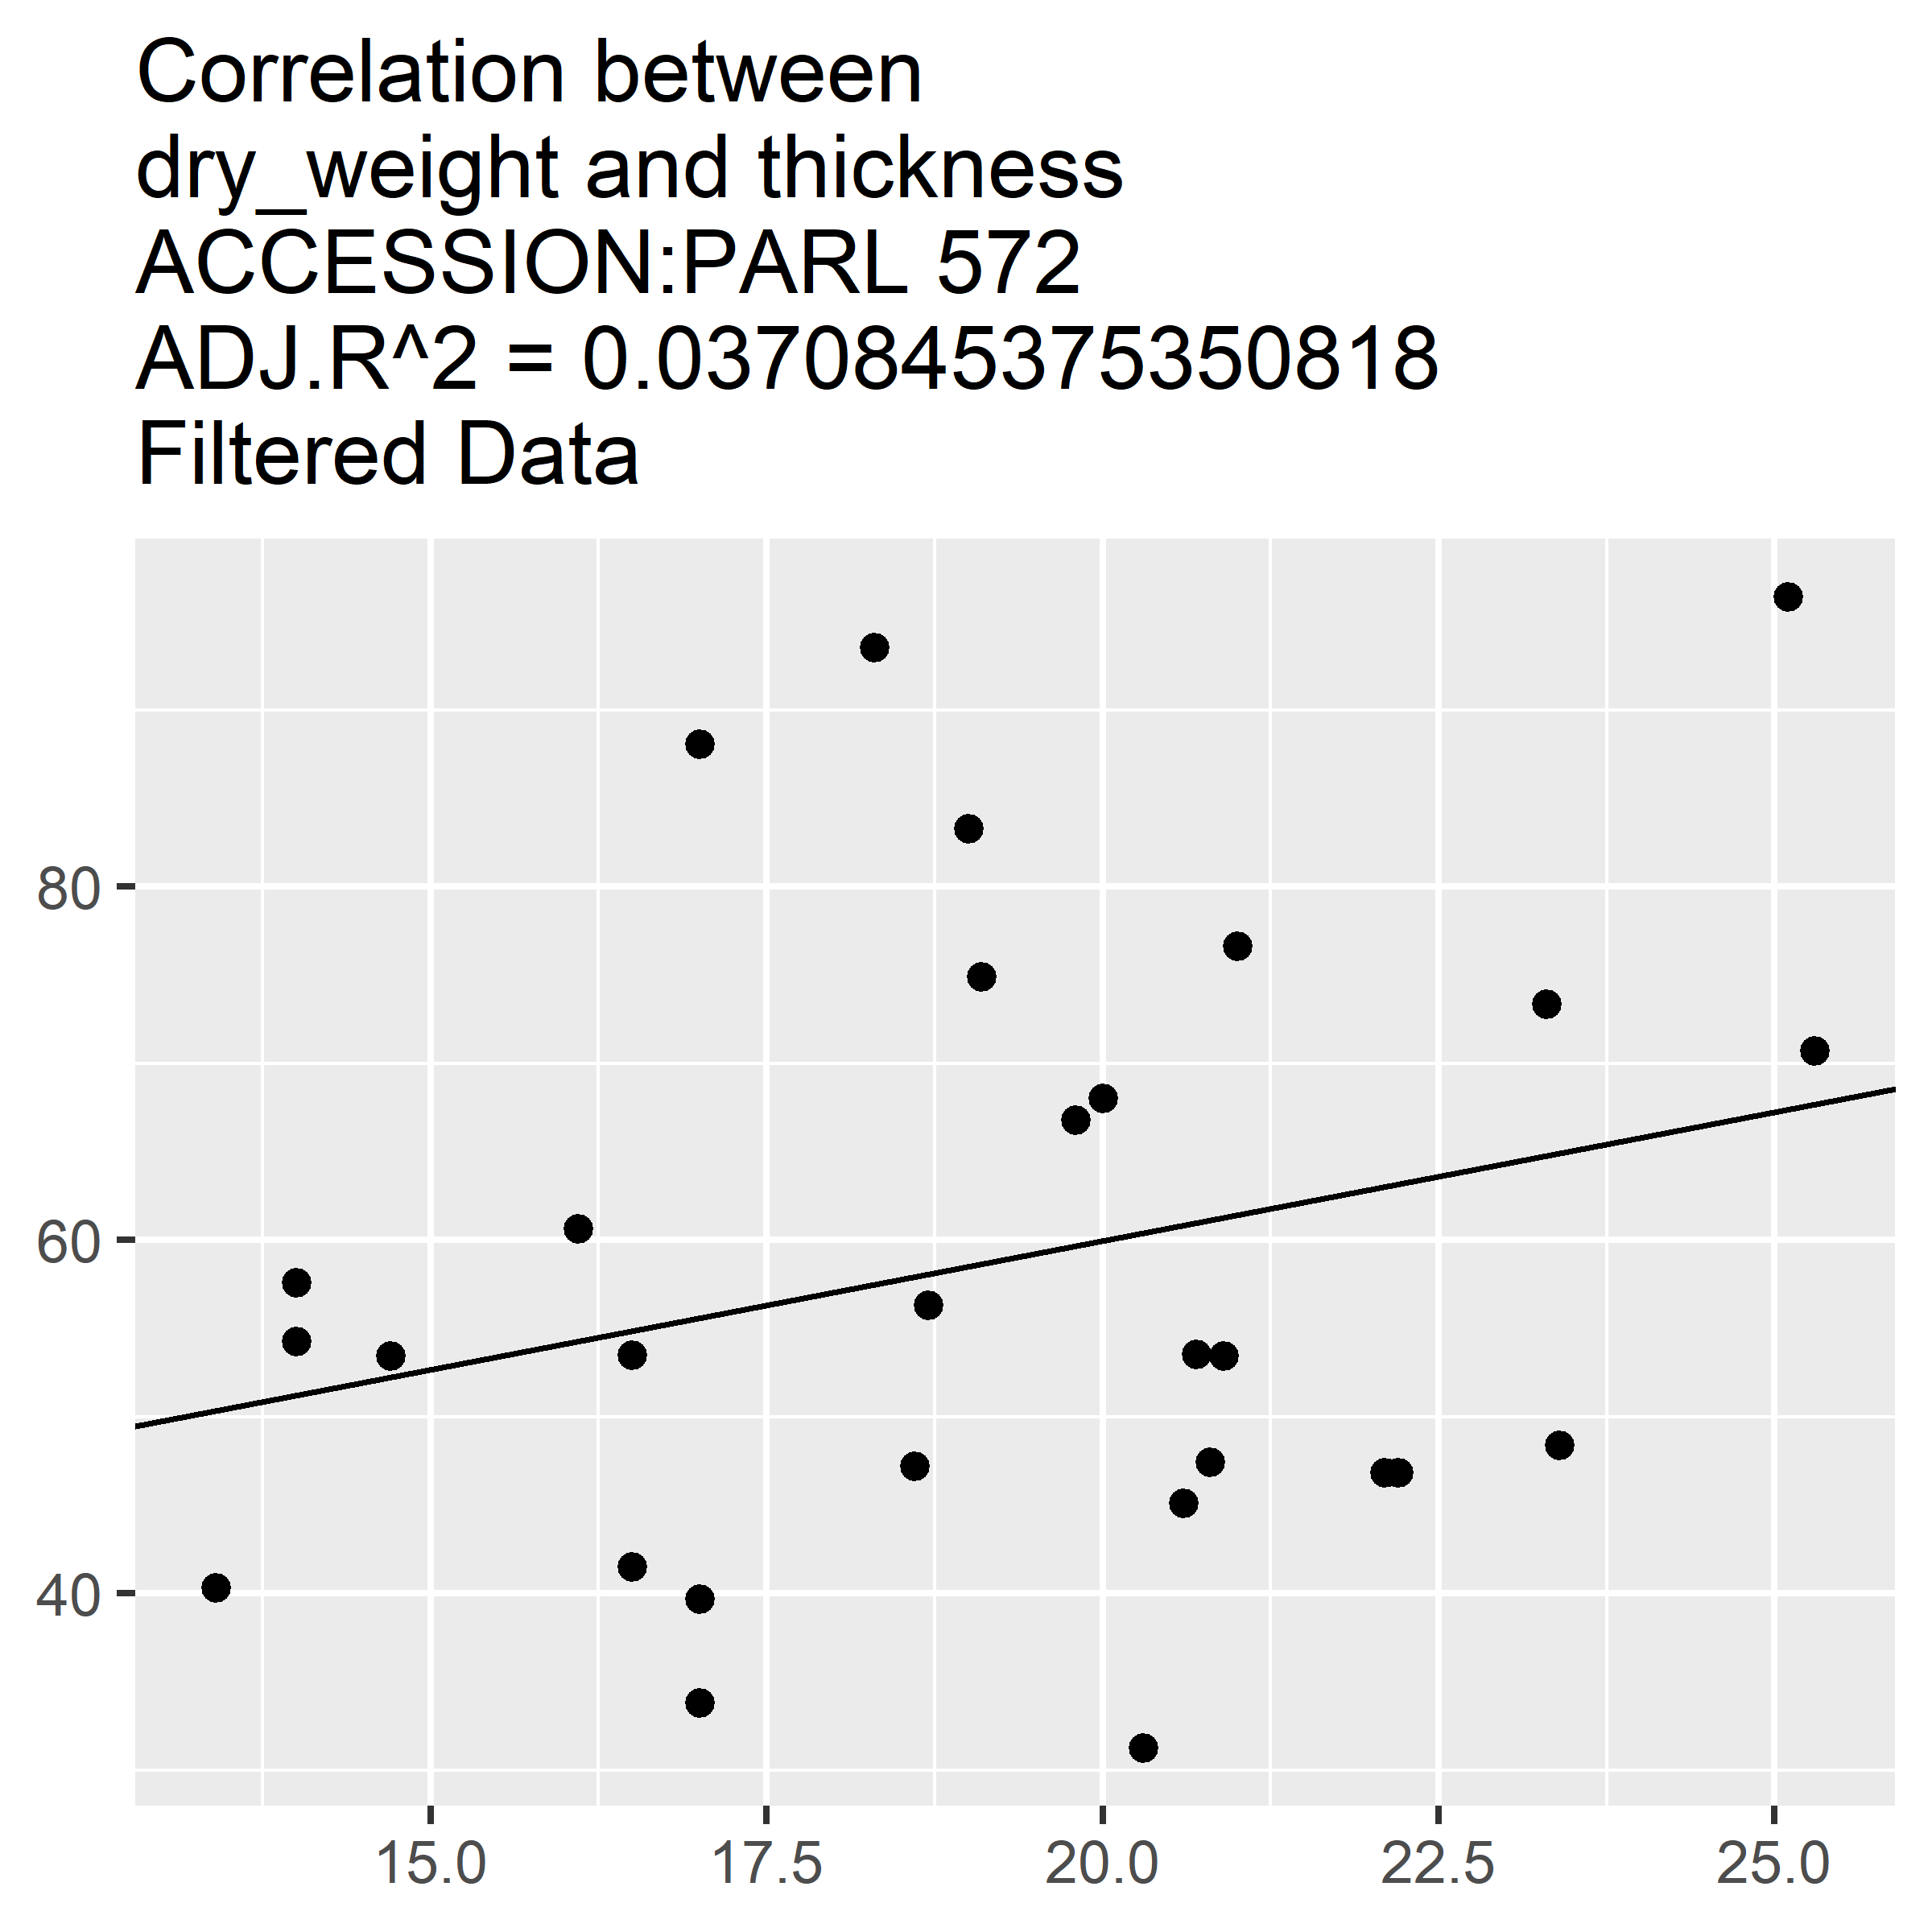 Correlation between
dry_weight and thickness
ACCESSION:PARL 572
ADJ.R^2 = 0.0370845375350818
Filtered Data
80
60
40
15.0 17.5 20.0 22.5 25.0